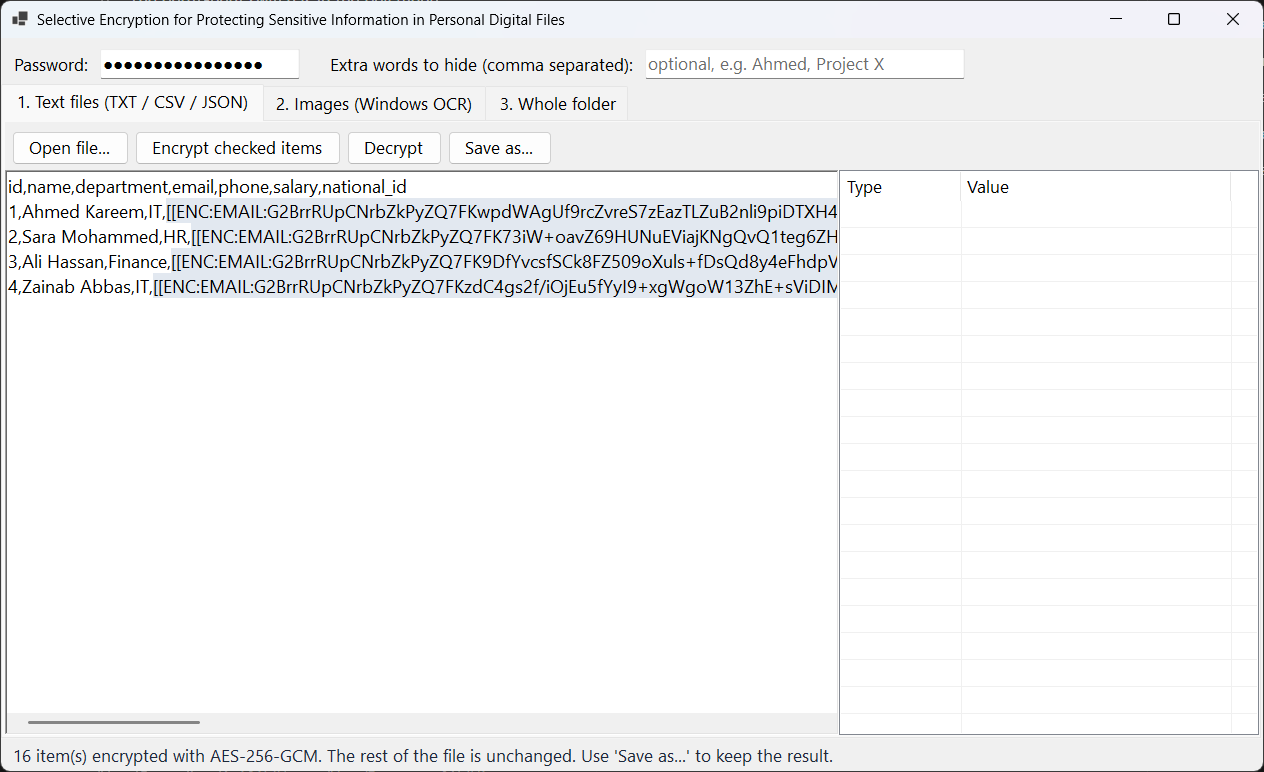 Selective Encryption for Protecting Sensitive Information in Personal Digital Files
Password: ●●●●●●●●●●●●●●●● Extra words to hide (comma separated): optional, e.g. Ahmed, Project X
1. Text files (TXT / CSV / JSON) 2. Images (Windows OCR) 3. Whole folder
Open file... Encrypt checked items Decrypt Save as...
id,name,department,email,phone,salary,national_id
Type Value
1,Ahmed Kareem,IT,[[ENC:EMAIL:G2BrrRUpCNrbZkPyZQ7FKwpdWAgUf9rcZvreS7zEazTLZuB2nli9piDTXH4
2,Sara Mohammed,HR,[[ENC:EMAIL:G2BrrRUpCNrbZkPyZQ7FK73iW+oavZ69HUNuEViajKNgQvQ1teg6ZH
3,Ali Hassan,Finance,[[ENC:EMAIL:G2BrrRUpCNrbZkPyZQ7FK9DfYvcsfSCk8FZ509oXuls+fDsQd8y4eFhdpV
4,Zainab Abbas,IT,[[ENC:EMAIL:G2BrrRUpCNrbZkPyZQ7FKzdC4gs2f/iOjEu5fYyI9+xgWgoW13ZhE+sViDIM
16 item(s) encrypted with AES-256-GCM. The rest of the file is unchanged. Use 'Save as...' to keep the result.